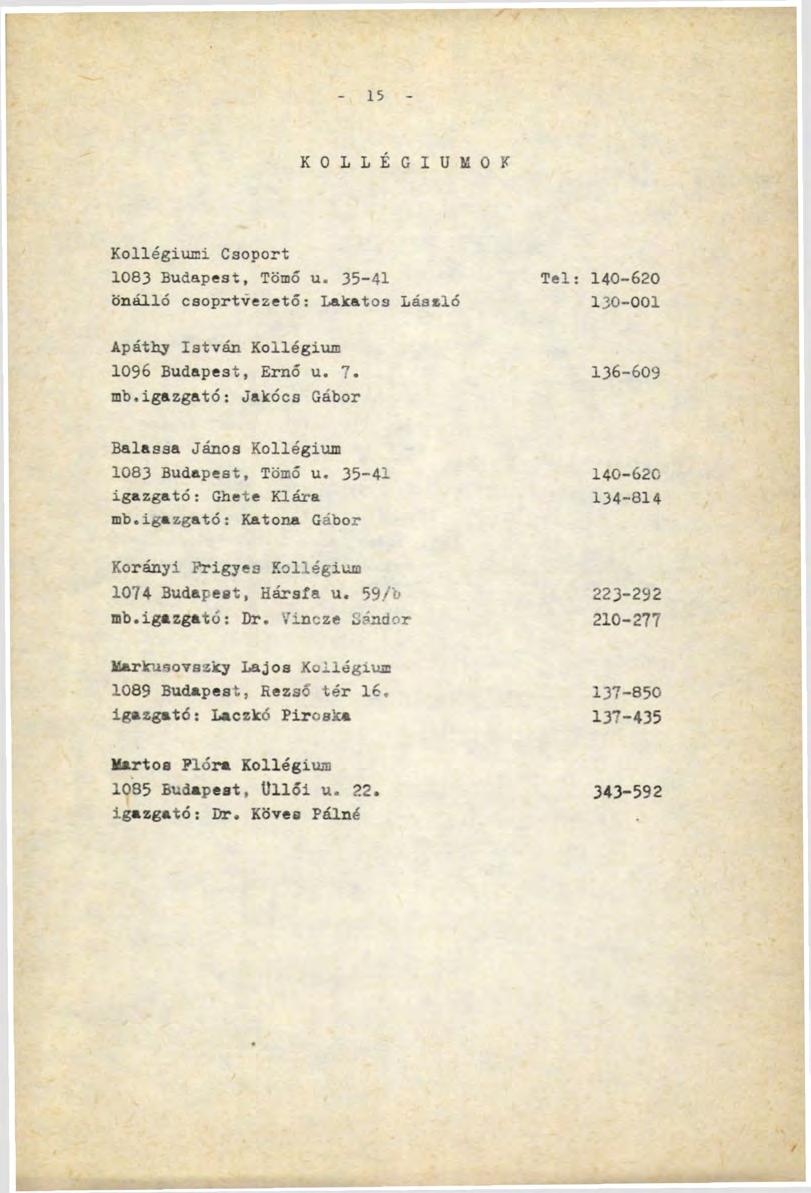 - 15 -
KOLLÉGIUMOK
Kollégiumi Csoport
1083 Budapest, Tömő u. 35-41 Tel: 140-620
önálló csoprtvezető: Lakatos László 130-001
Apáthy István Kollégium
1096 Budapest, Ernő u. 7. 136-609
mb.igazgató: Jakócs Gábor
Balassa János Kollégium
1083 Budapest, Tömő u. 35-41 140-620
igazgató: Ghete Klára 134-814
mb.igazgató: Katona Gábor
Korányi Frigyes Kollégium
1074 Budapest, Hársfa u. 59/b 223-292
mb.igazgató: Dr. Vincze Sándor 210-277
Markusovszky Lajos Kollégium
1089 Budapest, Rezső tér 16. 137-850
igazgató: Laczkó Piroska 137-435
Martos Flóra Kollégium
1085 Budapest, Üllői u. 22. 343-592
igazgató: Dr. Köves Pálné